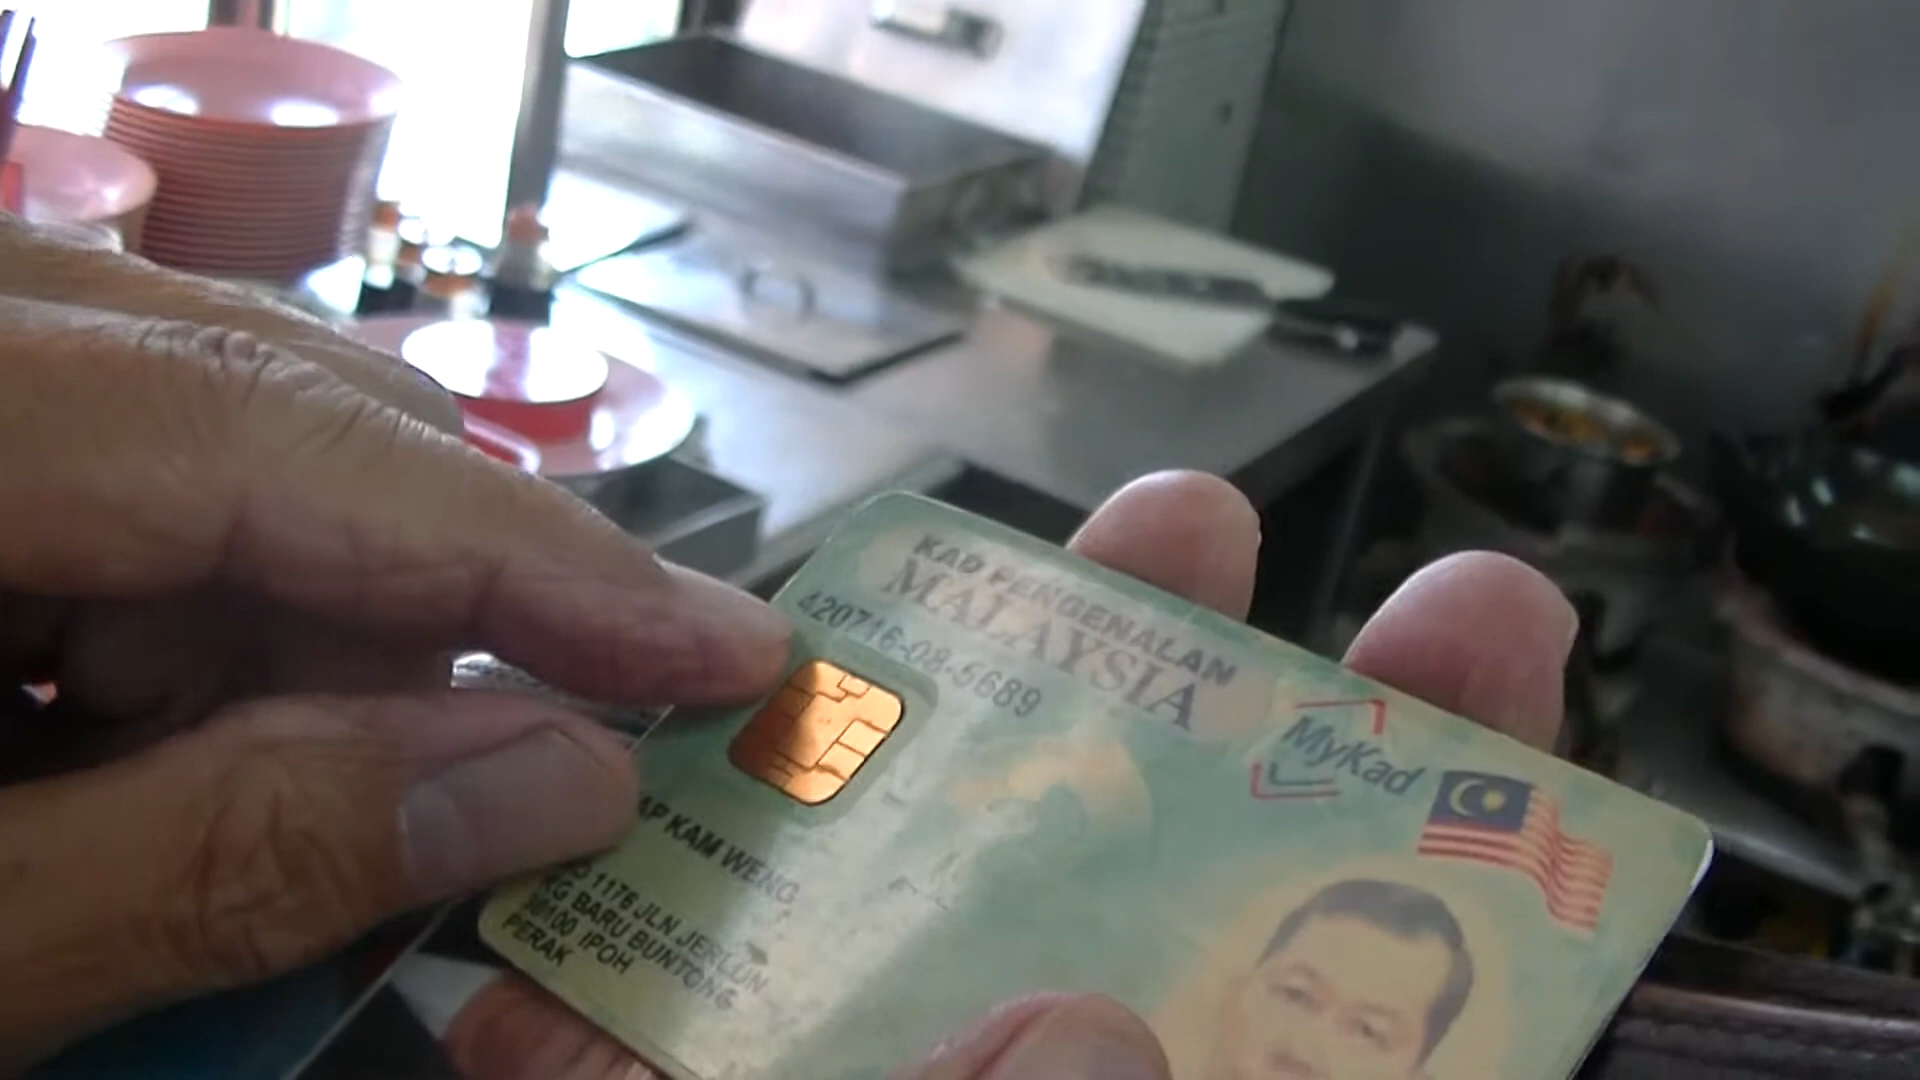 KAD PENGENALAN
MALAYSIA
420716-08-5689
MyKad
KAM WENG
1176 JLN JERLUN
KG BARU BUNTONG
30100 IPOH
PERAK